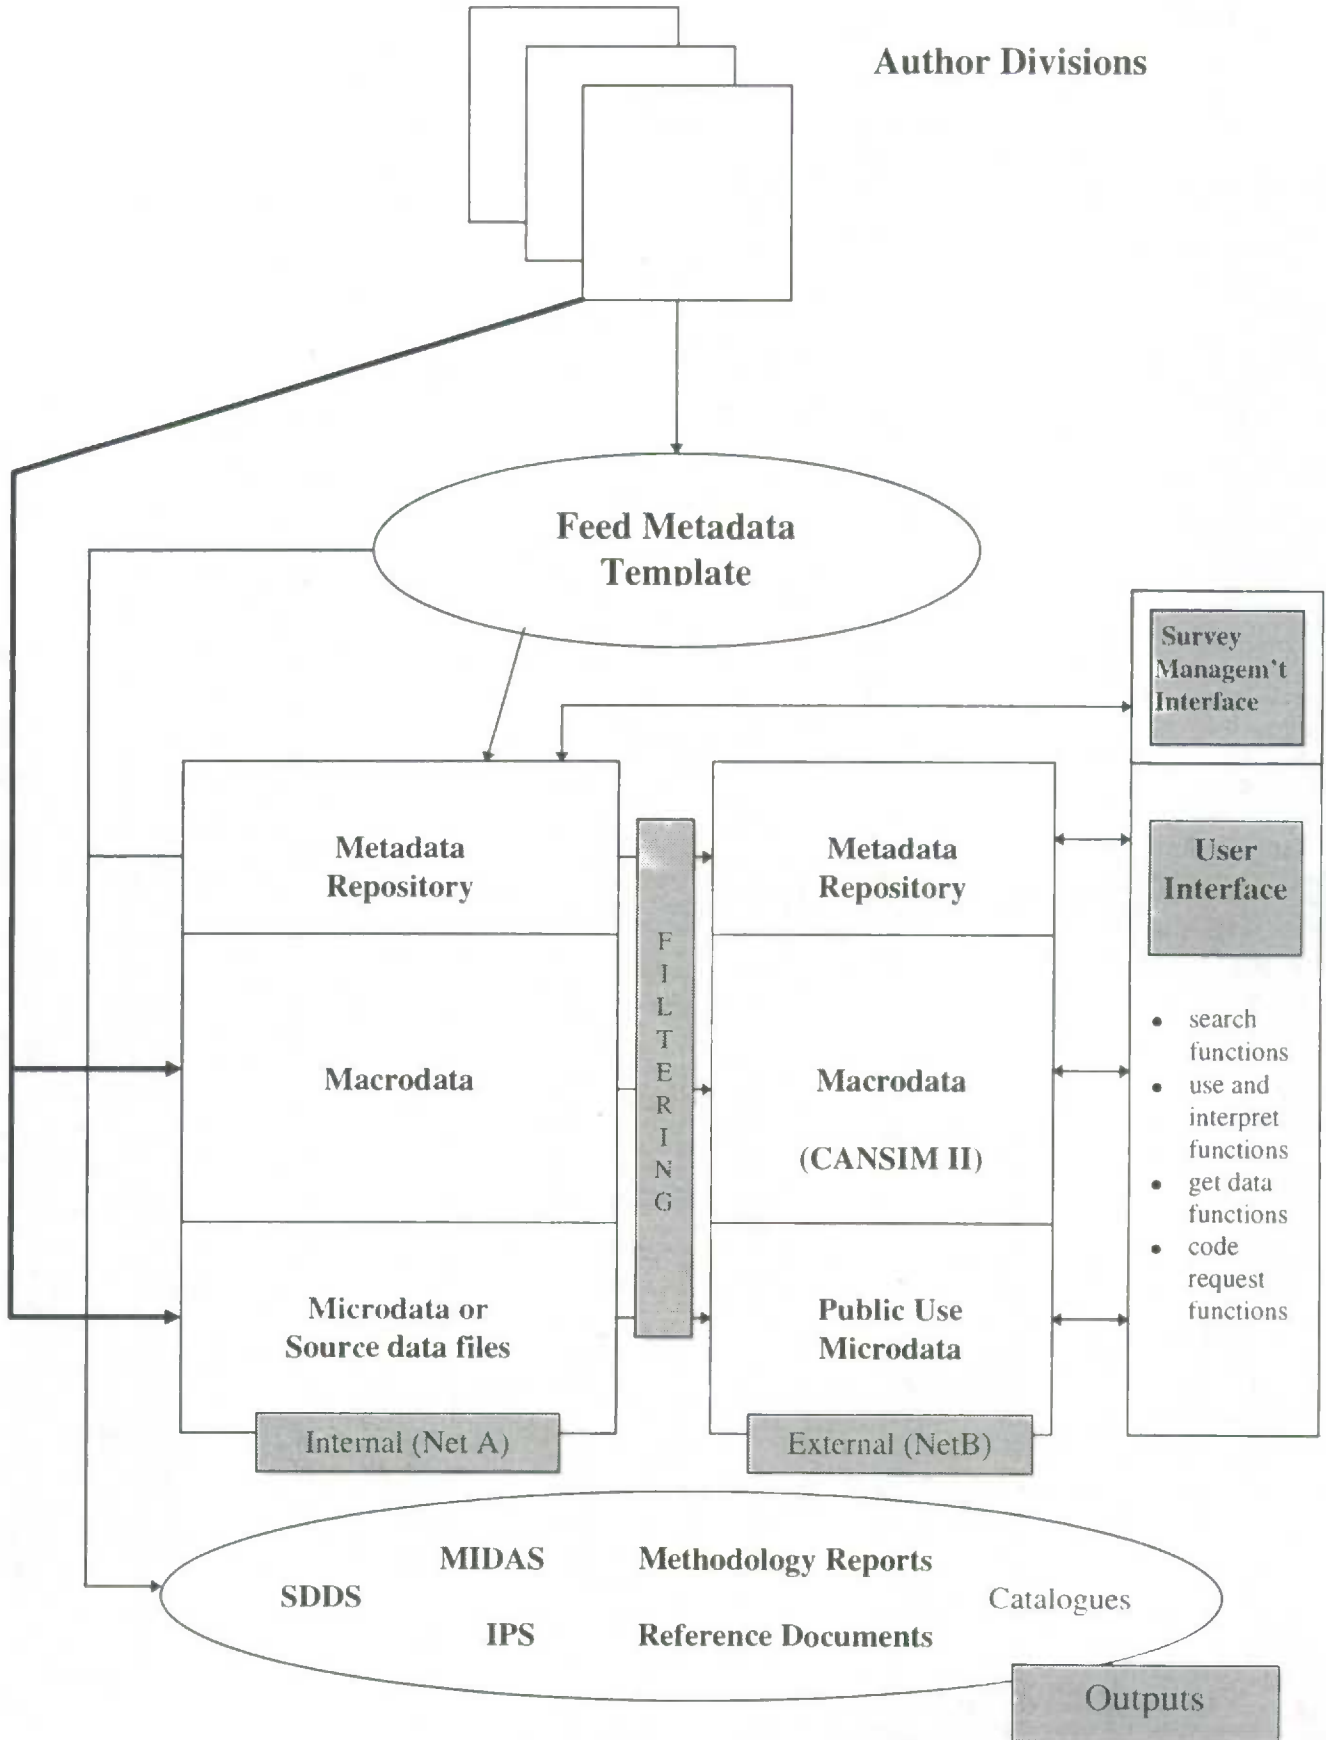 Author Divisions
Feed Metadata
Template
Survey
Managem't
Interface
Metadata
Repository
Metadata
Repository
User
Interface
FILTERING
Macrodata
Macrodata
(CANSIM II)
• search
functions
• use and
interpret
functions
• get data
functions
• code
request
functions
Microdata or
Source data files
Public Use
Microdata
Internal (Net A)
External (NetB)
MIDAS
Methodology Reports
SDDS
Catalogues
IPS
Reference Documents
Outputs